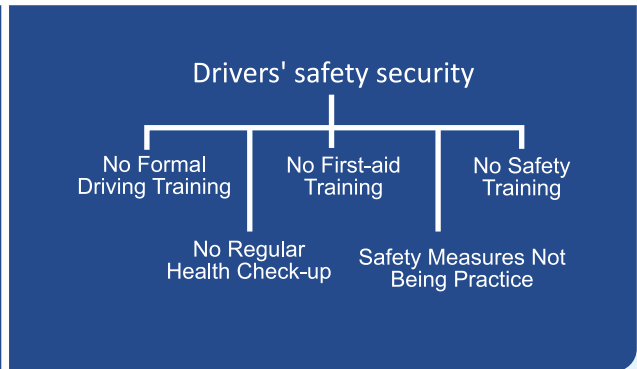 Drivers' safety security
No Formal
Driving Training
No First-aid
Training
No Safety
Training
No Regular
Health Check-up
Safety Measures Not
Being Practice